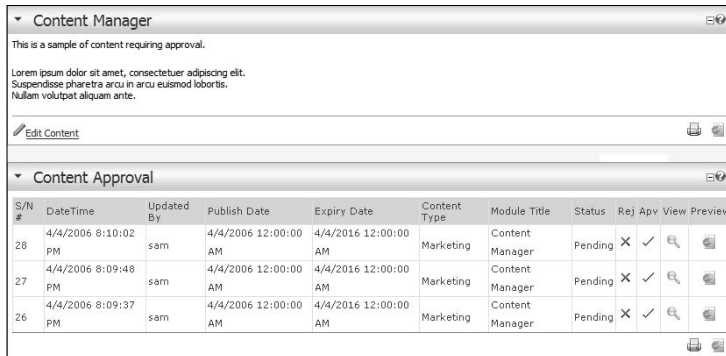 Content Manager
This is a sample of content requiring approval.
Lorem ipsum dolor sit amet, consectetuer adipiscing elit.
Suspendisse pharetra arcu in arcu euismod lobortis.
Nullam volutpat aliquam ante.
Edit Content
Content Approval
S/N # DateTime Updated By Publish Date Expiry Date Content Type Module Title Status Rej Apv View Preview
28 4/4/2006 8:10:02 PM sam 4/4/2006 12:00:00 AM 4/4/2016 12:00:00 AM Marketing Content Manager Pending
27 4/4/2006 8:09:48 PM sam 4/4/2006 12:00:00 AM 4/4/2016 12:00:00 AM Marketing Content Manager Pending
26 4/4/2006 8:09:37 PM sam 4/4/2006 12:00:00 AM 4/4/2016 12:00:00 AM Marketing Content Manager Pending